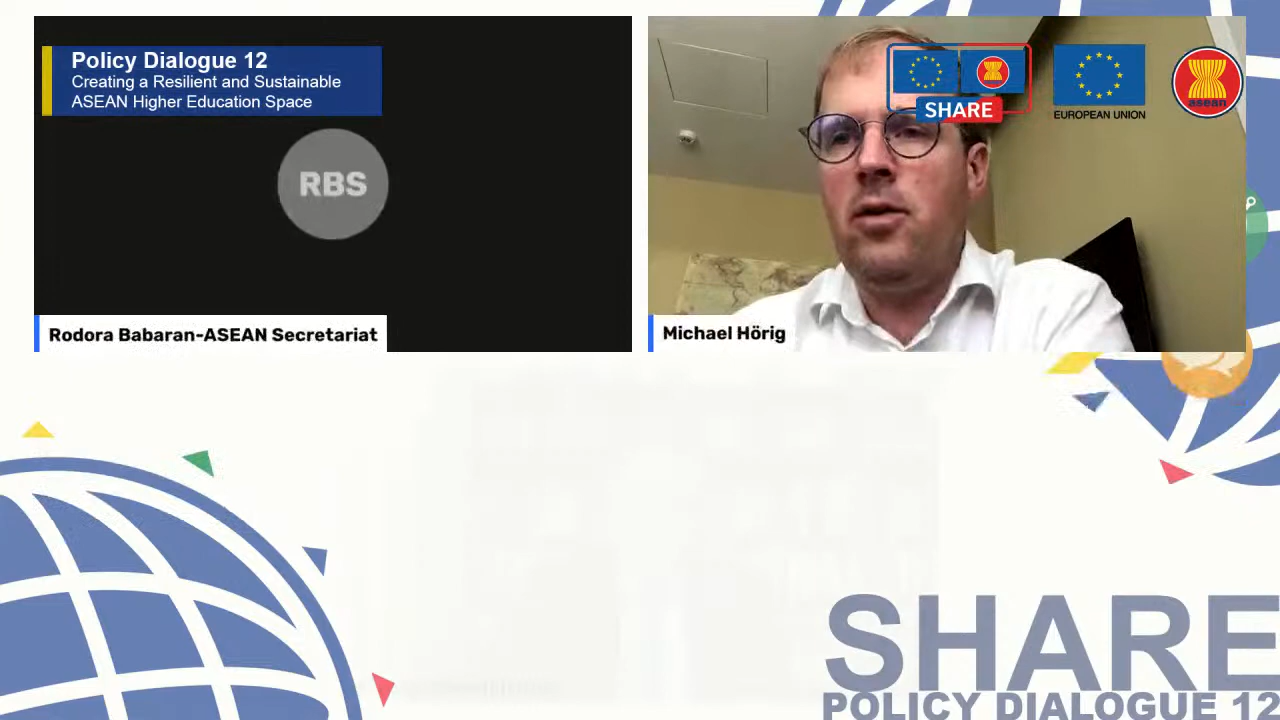 Policy Dialogue 12
Creating a Resilient and Sustainable
ASEAN Higher Education Space
RBS
Rodora Babaran-ASEAN Secretariat
SHARE
EUROPEAN UNION
asean
Michael Hörig
SHARE
POLICY DIALOGUE 12